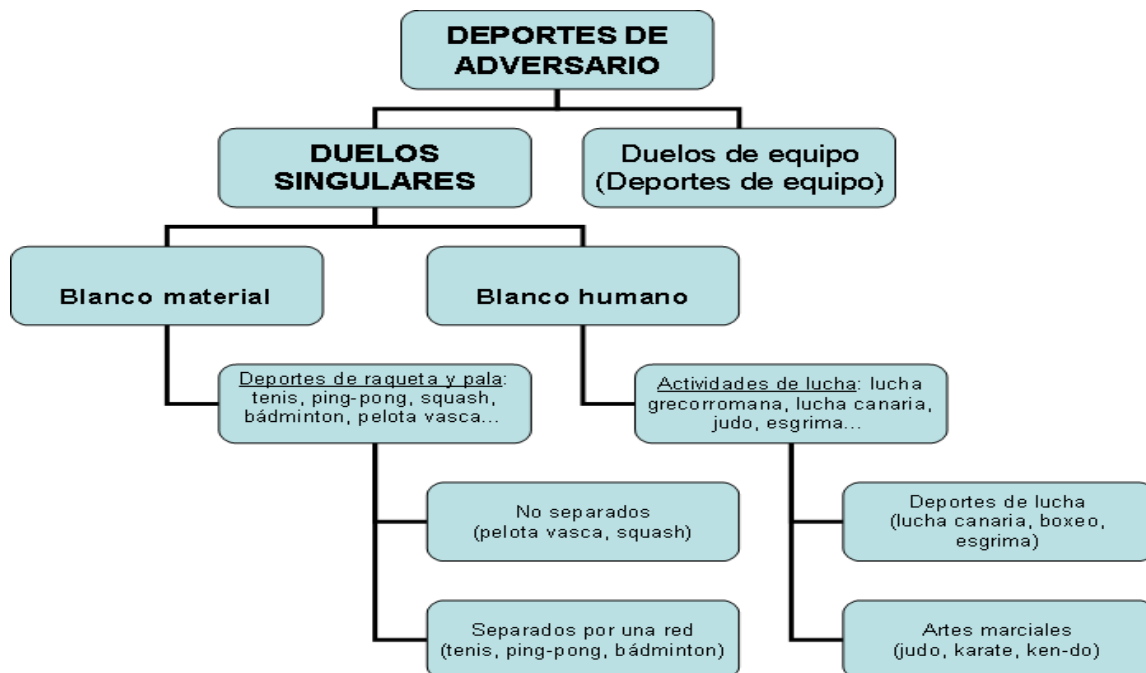 DEPORTES DE
ADVERSARIO
DUELOS
SINGULARES
Duelos de equipo
(Deportes de equipo)
Blanco material
Blanco humano
Deportes de raqueta y pala:
tenis, ping-pong, squash,
bádminton, pelota vasca...
Actividades de lucha: lucha
grecorromana, lucha canaria,
judo, esgrima...
No separados
(pelota vasca, squash)
Deportes de lucha
(lucha canaria, boxeo,
esgrima)
Separados por una red
(tenis, ping-pong, bádminton)
Artes marciales
(judo, karate, ken-do)